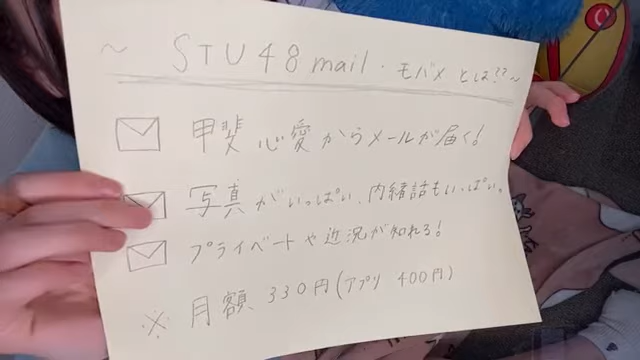 ～ STU48 mail・モバメ とは??～
甲斐心愛からメールが届く!
写真がいっぱい、内緒話もいっぱい。
プライベートや近況が知れる!
※ 月額 330円(アプリ 400円)